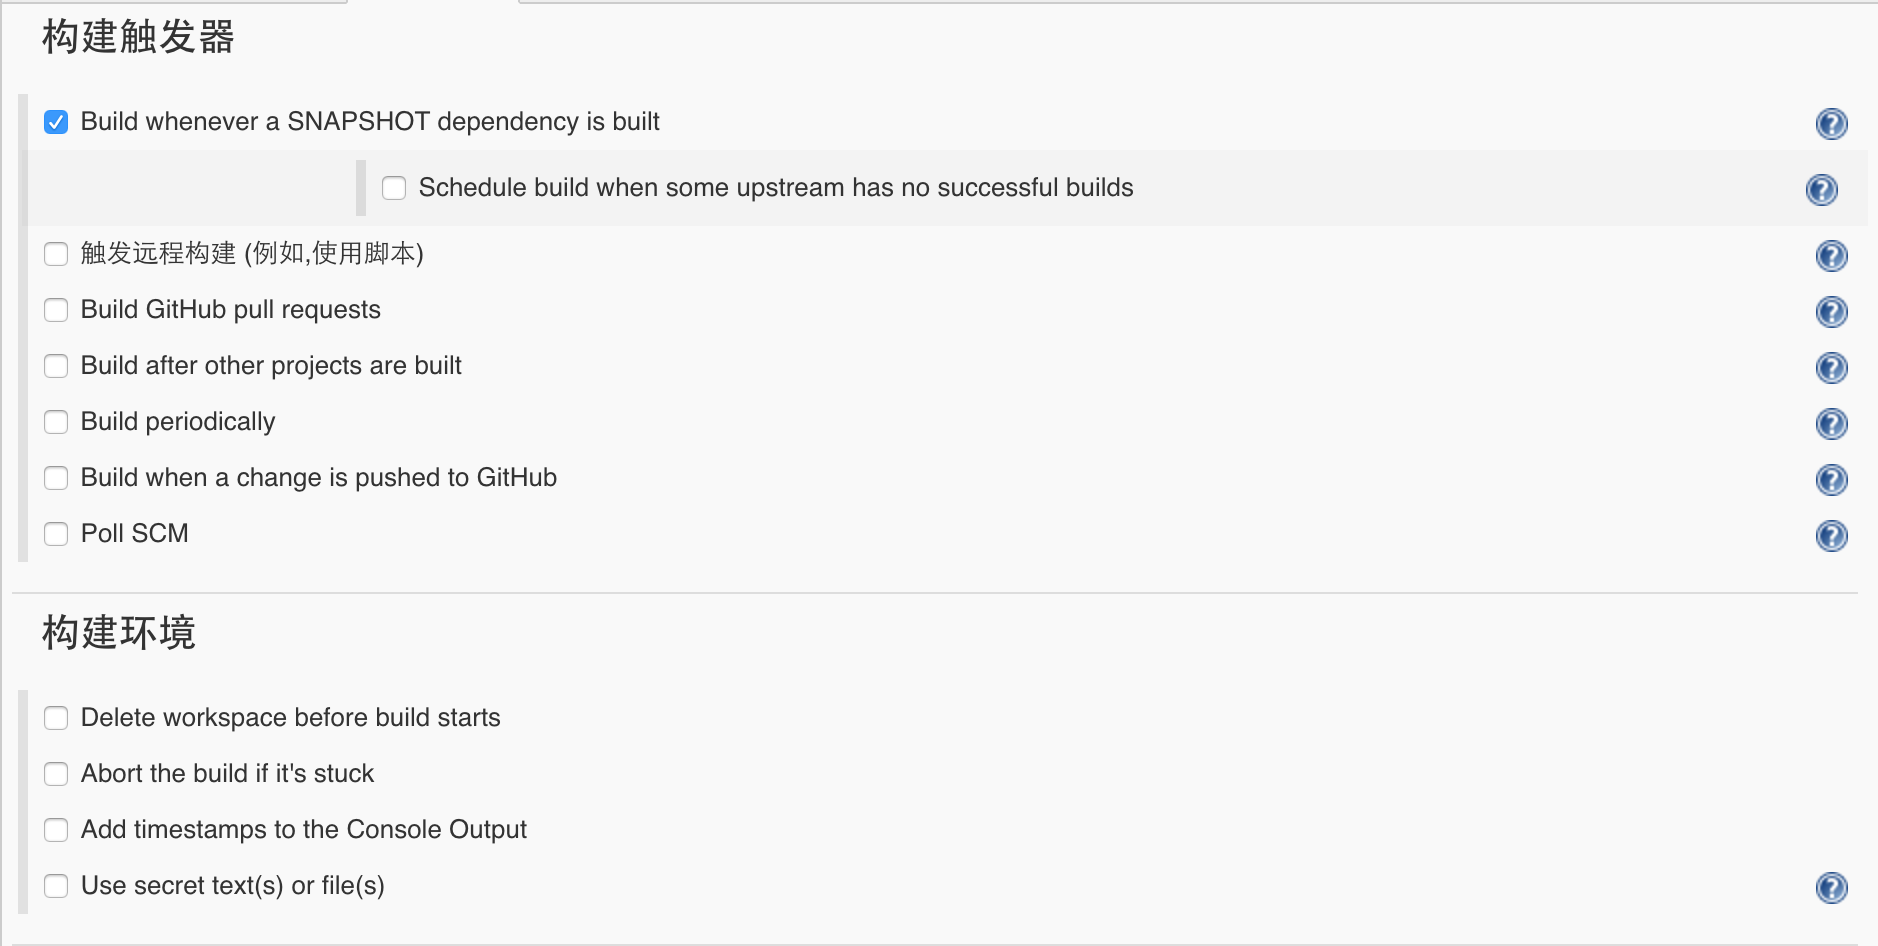 构建触发器
Build whenever a SNAPSHOT dependency is built
Schedule build when some upstream has no successful builds
触发远程构建 (例如,使用脚本)
Build GitHub pull requests
Build after other projects are built
Build periodically
Build when a change is pushed to GitHub
Poll SCM
构建环境
Delete workspace before build starts
Abort the build if it's stuck
Add timestamps to the Console Output
Use secret text(s) or file(s)